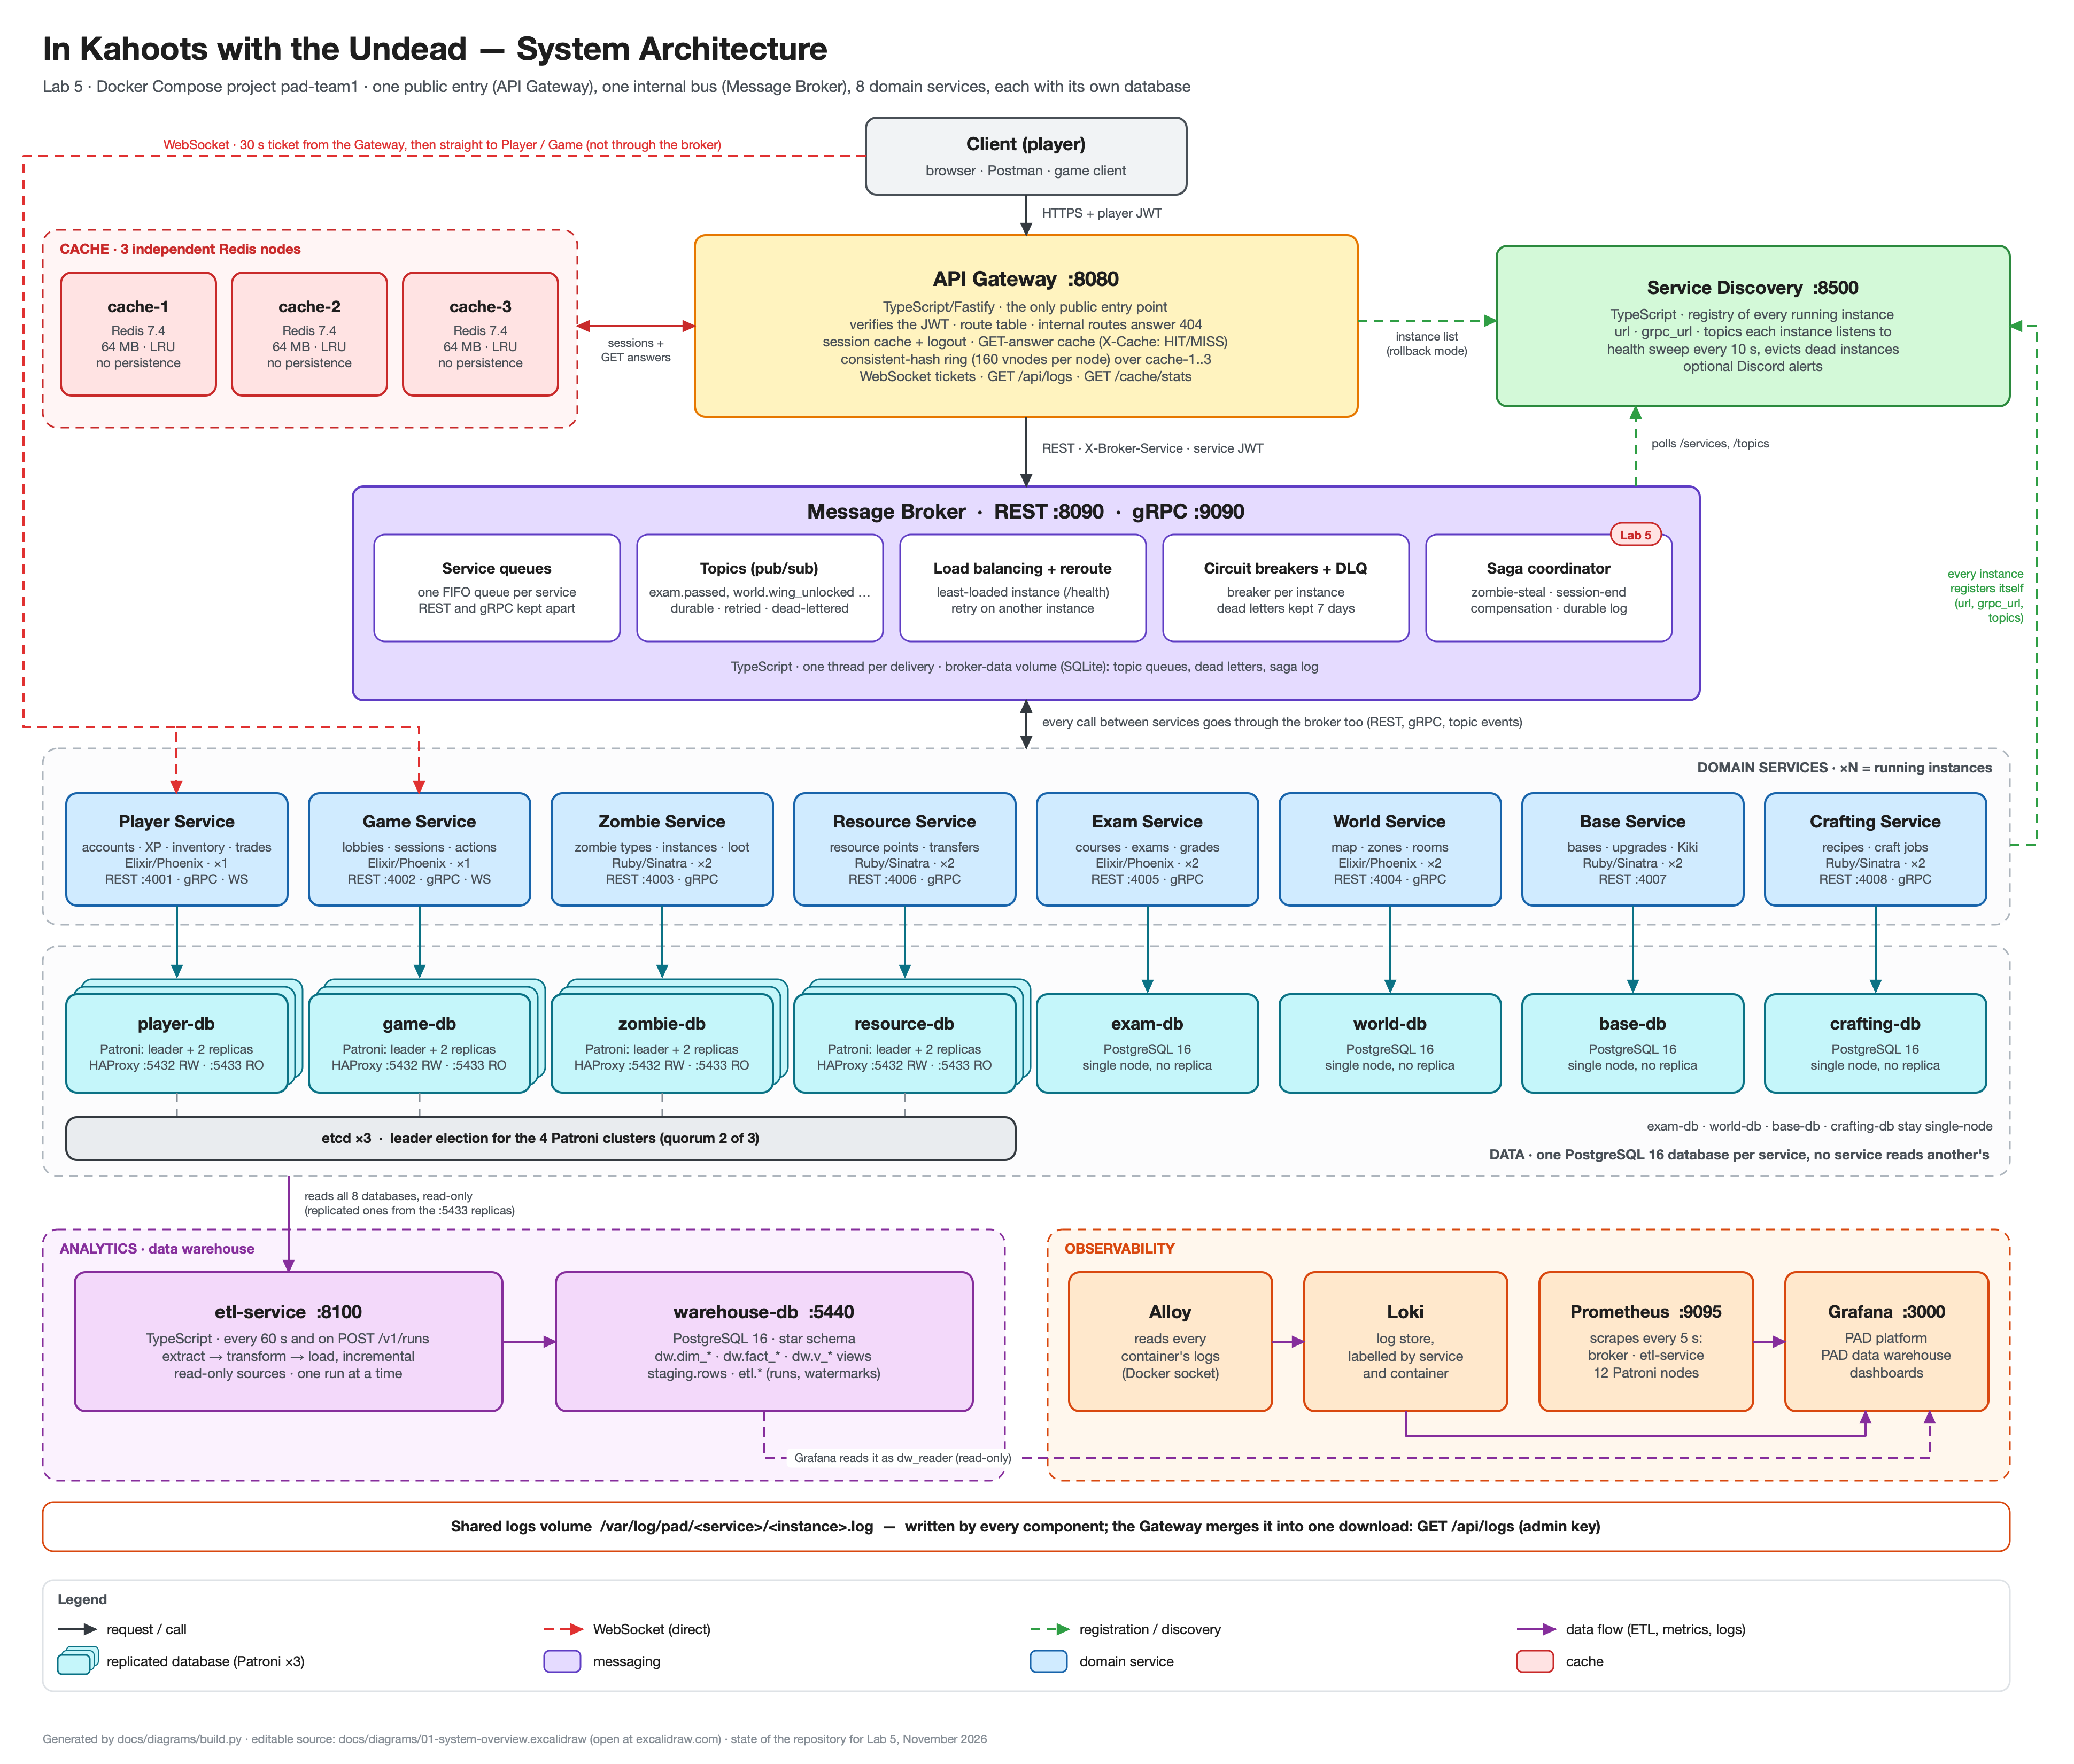 In Kahoots with the Undead — System Architecture
Lab 5 · Docker Compose project pad-team1 · one public entry (API Gateway), one internal bus (Message Broker), 8 domain services, each with its own database
WebSocket · 30 s ticket from the Gateway, then straight to Player / Game (not through the broker)
Client (player)
browser · Postman · game client
HTTPS + player JWT
CACHE · 3 independent Redis nodes
cache-1
Redis 7.4
64 MB · LRU
no persistence
cache-2
Redis 7.4
64 MB · LRU
no persistence
cache-3
Redis 7.4
64 MB · LRU
no persistence
sessions +
GET answers
API Gateway :8080
TypeScript/Fastify · the only public entry point
verifies the JWT · route table · internal routes answer 404
session cache + logout · GET-answer cache (X-Cache: HIT/MISS)
consistent-hash ring (160 vnodes per node) over cache-1..3
WebSocket tickets · GET /api/logs · GET /cache/stats
instance list
(rollback mode)
Service Discovery :8500
TypeScript · registry of every running instance
url · grpc_url · topics each instance listens to
health sweep every 10 s, evicts dead instances
optional Discord alerts
REST · X-Broker-Service · service JWT
polls /services, /topics
Message Broker · REST :8090 · gRPC :9090
Service queues
one FIFO queue per service
REST and gRPC kept apart
Topics (pub/sub)
exam.passed, world.wing_unlocked ...
durable · retried · dead-lettered
Load balancing + reroute
least-loaded instance (/health)
retry on another instance
Circuit breakers + DLQ
breaker per instance
dead letters kept 7 days
Lab 5
Saga coordinator
zombie-steal · session-end
compensation · durable log
TypeScript · one thread per delivery · broker-data volume (SQLite): topic queues, dead letters, saga log
every instance
registers itself
(url, grpc_url,
topics)
every call between services goes through the broker too (REST, gRPC, topic events)
DOMAIN SERVICES · ×N = running instances
Player Service
accounts · XP · inventory · trades
Elixir/Phoenix · ×1
REST :4001 · gRPC · WS
Game Service
lobbies · sessions · actions
Elixir/Phoenix · ×1
REST :4002 · gRPC · WS
Zombie Service
zombie types · instances · loot
Ruby/Sinatra · ×2
REST :4003 · gRPC
Resource Service
resource points · transfers
Ruby/Sinatra · ×2
REST :4006 · gRPC
Exam Service
courses · exams · grades
Elixir/Phoenix · ×2
REST :4005 · gRPC
World Service
map · zones · rooms
Elixir/Phoenix · ×2
REST :4004 · gRPC
Base Service
bases · upgrades · Kiki
Ruby/Sinatra · ×2
REST :4007
Crafting Service
recipes · craft jobs
Ruby/Sinatra · ×2
REST :4008 · gRPC
player-db
Patroni: leader + 2 replicas
HAProxy :5432 RW · :5433 RO
game-db
Patroni: leader + 2 replicas
HAProxy :5432 RW · :5433 RO
zombie-db
Patroni: leader + 2 replicas
HAProxy :5432 RW · :5433 RO
resource-db
Patroni: leader + 2 replicas
HAProxy :5432 RW · :5433 RO
exam-db
PostgreSQL 16
single node, no replica
world-db
PostgreSQL 16
single node, no replica
base-db
PostgreSQL 16
single node, no replica
crafting-db
PostgreSQL 16
single node, no replica
etcd ×3 · leader election for the 4 Patroni clusters (quorum 2 of 3)
exam-db · world-db · base-db · crafting-db stay single-node
DATA · one PostgreSQL 16 database per service, no service reads another's
reads all 8 databases, read-only
(replicated ones from the :5433 replicas)
ANALYTICS · data warehouse
etl-service :8100
TypeScript · every 60 s and on POST /v1/runs
extract → transform → load, incremental
read-only sources · one run at a time
warehouse-db :5440
PostgreSQL 16 · star schema
dw.dim_* · dw.fact_* · dw.v_* views
staging.rows · etl.* (runs, watermarks)
OBSERVABILITY
Alloy
reads every
container's logs
(Docker socket)
Loki
log store,
labelled by service
and container
Prometheus :9095
scrapes every 5 s:
broker · etl-service
12 Patroni nodes
Grafana :3000
PAD platform
PAD data warehouse
dashboards
Grafana reads it as dw_reader (read-only)
Shared logs volume /var/log/pad/<service>/<instance>.log — written by every component; the Gateway merges it into one download: GET /api/logs (admin key)
Legend
request / call
WebSocket (direct)
registration / discovery
data flow (ETL, metrics, logs)
replicated database (Patroni ×3)
messaging
domain service
cache
Generated by docs/diagrams/build.py · editable source: docs/diagrams/01-system-overview.excalidraw (open at excalidraw.com) · state of the repository for Lab 5, November 2026